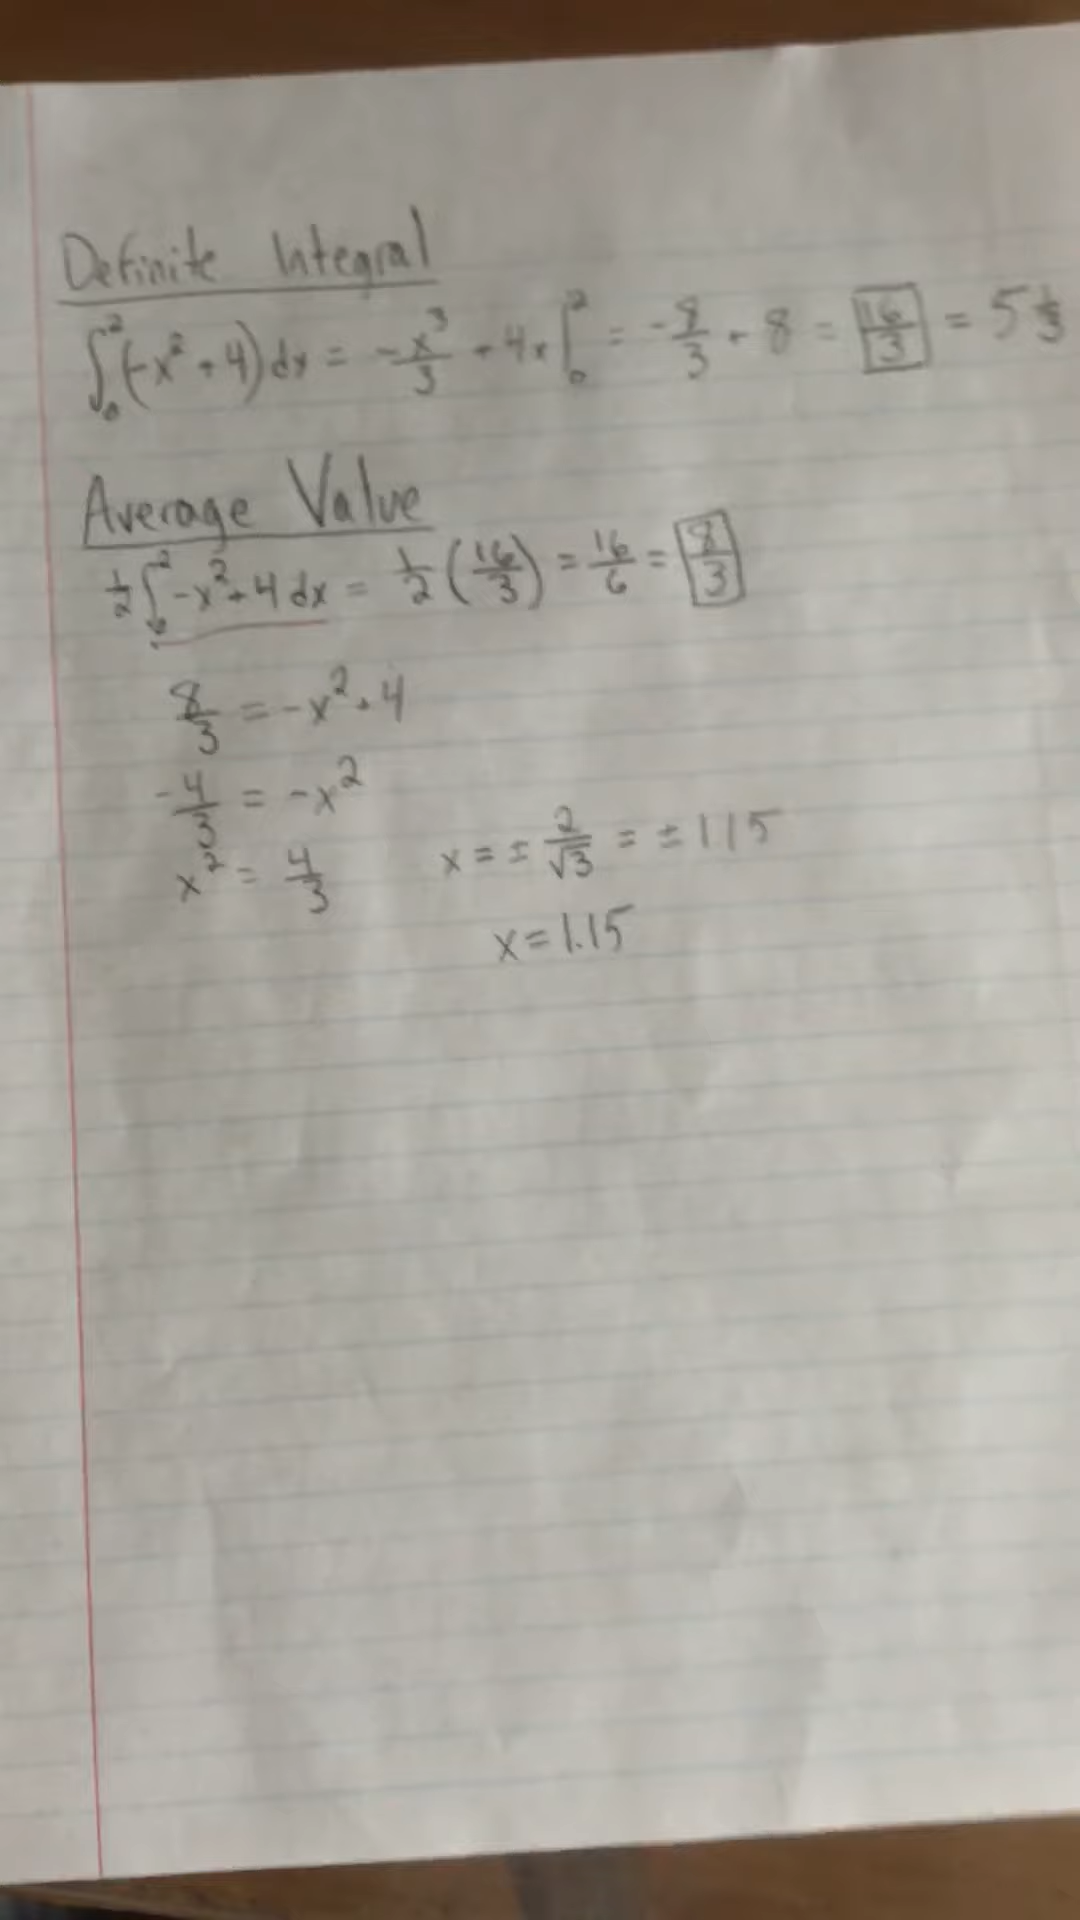 Definite Integral
∫₀² (-x² + 4) dx = -x³/3 + 4x |₀² = -8/3 + 8 = 16/3 = 5 1/3
Average Value
1/2 ∫₀² -x² + 4 dx = 1/2 (16/3) = 16/6 = 8/3
8/3 = -x² + 4
-4/3 = -x²
x² = 4/3 x = ± 2/√3 = ± 1.15
x = 1.15